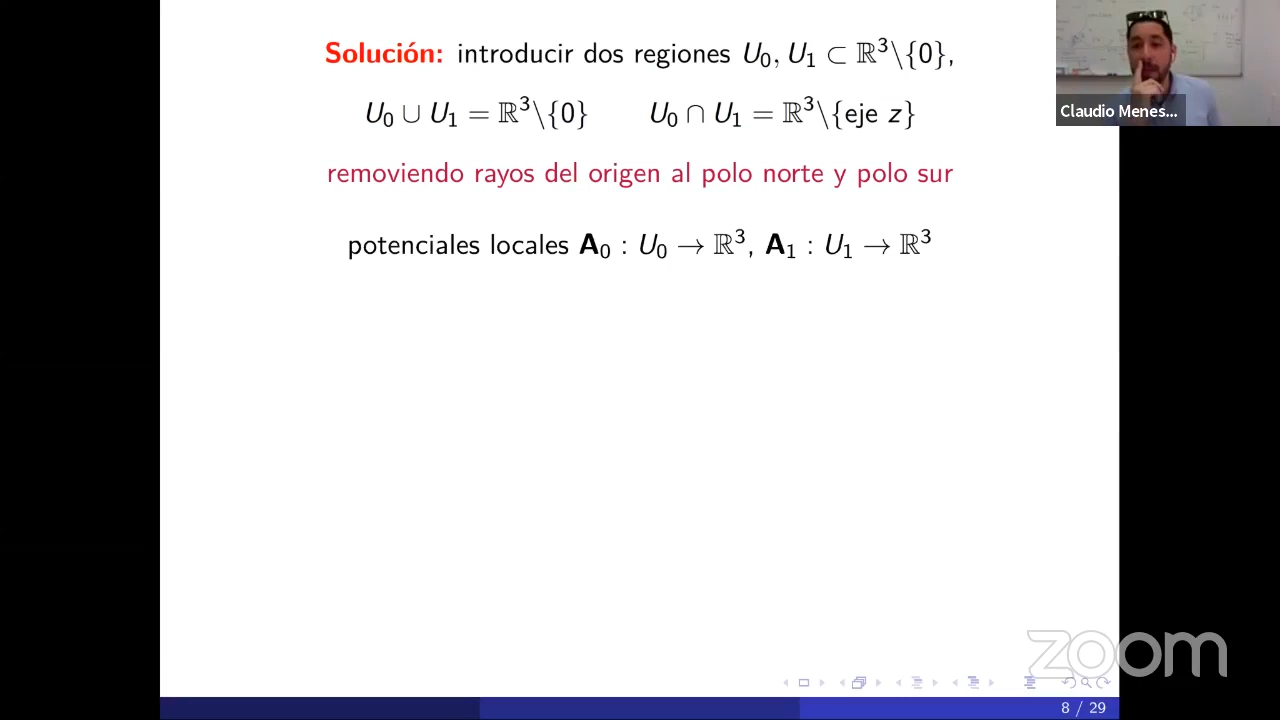 Solución: introducir dos regiones U₀, U₁ ⊂ ℝ³\{0},
U₀ ∪ U₁ = ℝ³\{0} U₀ ∩ U₁ = ℝ³\{eje z}
removiendo rayos del origen al polo norte y polo sur
potenciales locales A₀ : U₀ → ℝ³, A₁ : U₁ → ℝ³
Claudio Menes...
zoom
8 / 29